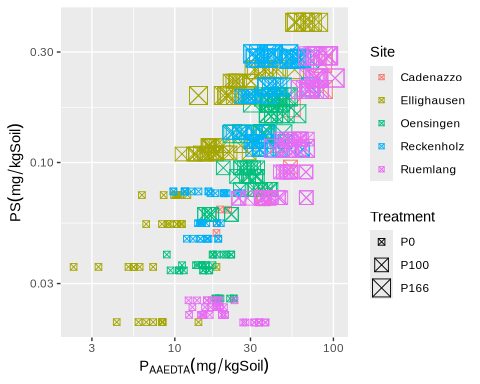 0.30
0.10
0.03
PS(mg/kgSoil)
3 10 30 100
PAAEDTA(mg/kgSoil)
Site
Cadenazzo
Ellighausen
Oensingen
Reckenholz
Ruemlang
Treatment
P0
P100
P166